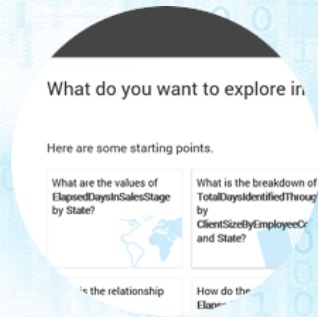 What do you want to explore in
Here are some starting points.
What are the values of
ElapsedDaysInSalesStage
by State?
What is the breakdown of
TotalDaysIdentifiedThroug
by
ClientSizeByEmployeeCo
and State?
is the relationship
How do the